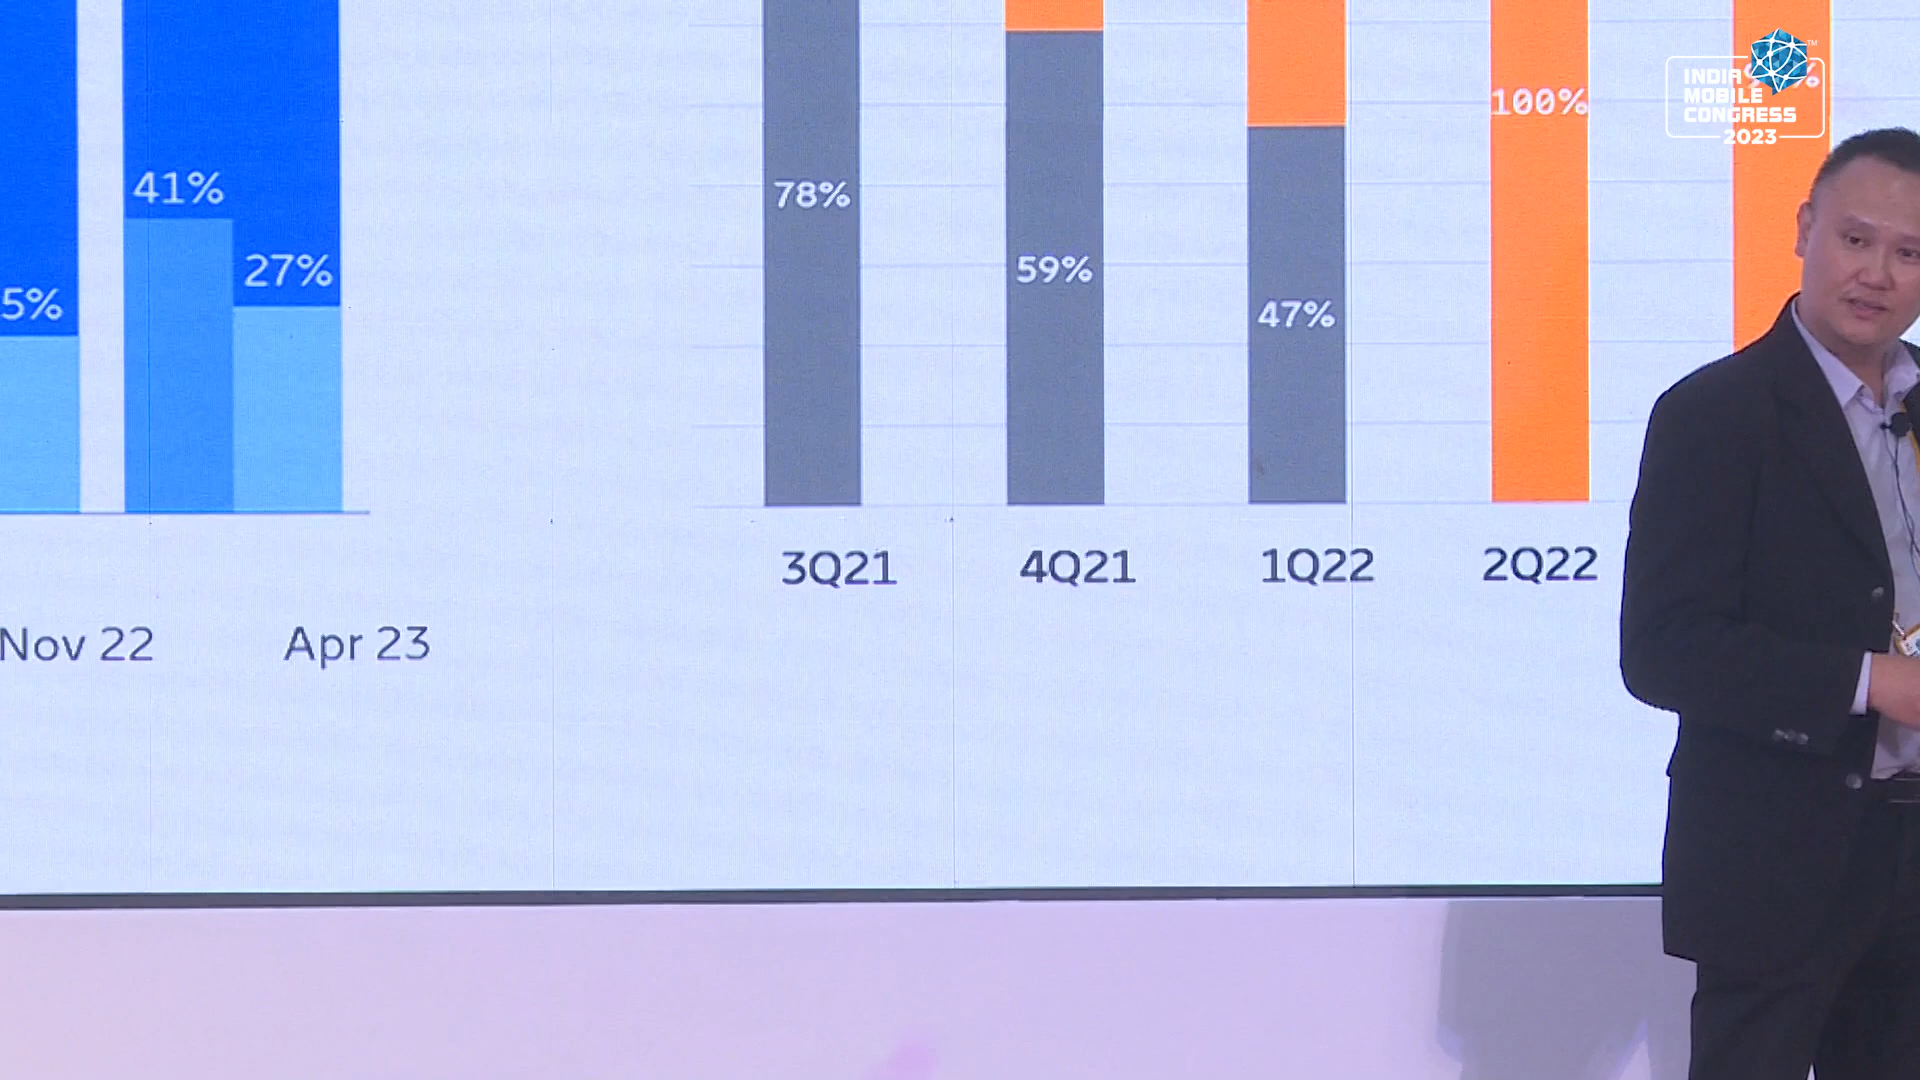 41%
27%
5%
Nov 22
Apr 23
78%
59%
47%
100%
3Q21
4Q21
1Q22
2Q22
INDIA
MOBILE
CONGRESS
2023
TM